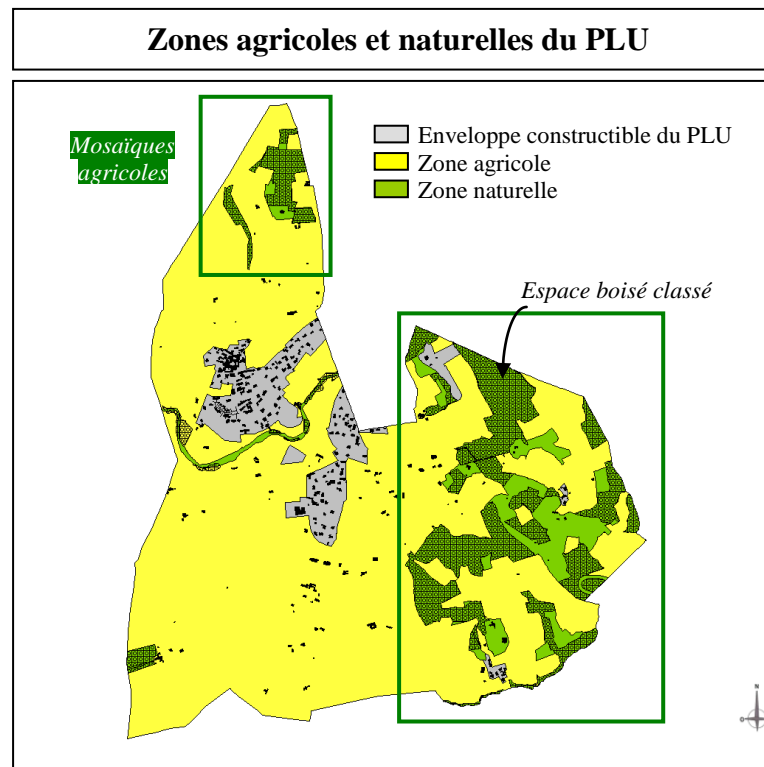 Zones agricoles et naturelles du PLU
Mosaïques
agricoles
Enveloppe constructible du PLU
Zone agricole
Zone naturelle
Espace boisé classé
N